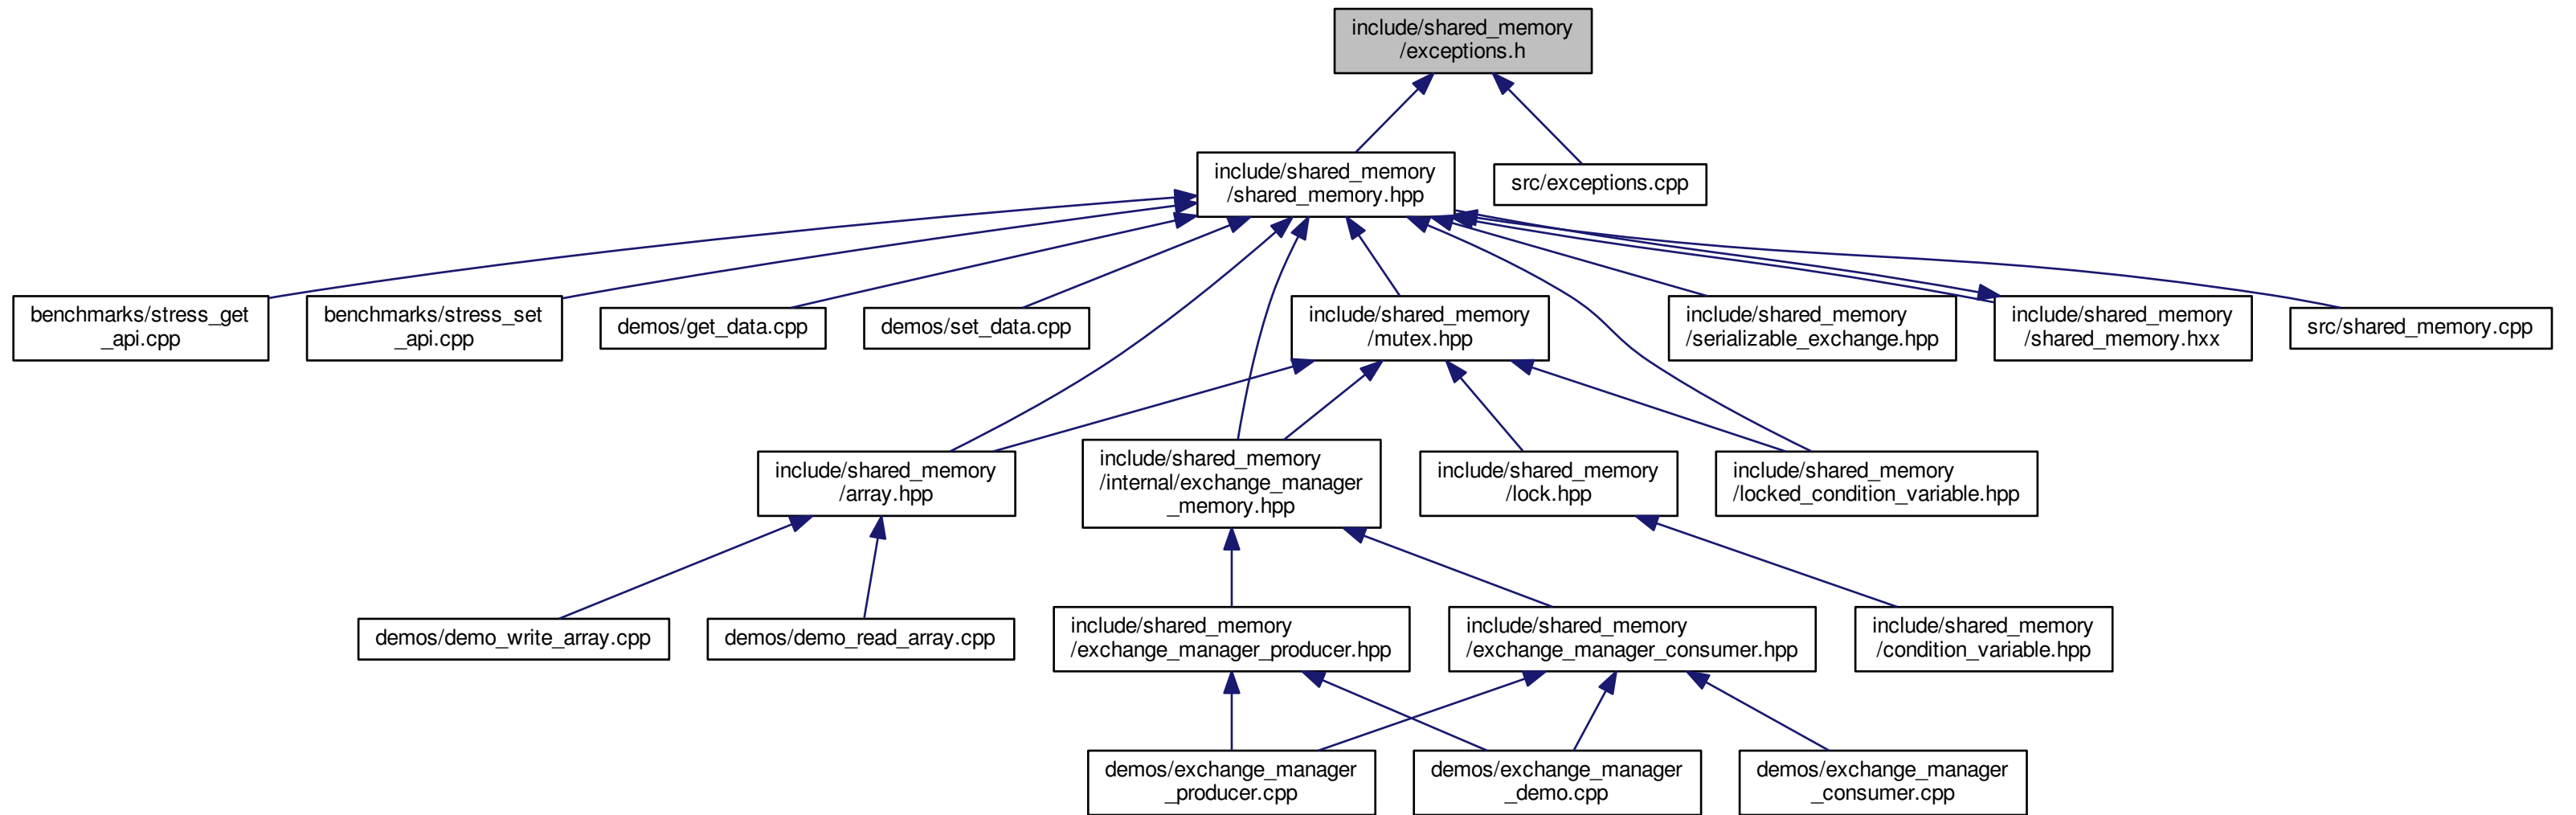 include/shared_memory
/exceptions.h
include/shared_memory
/shared_memory.hpp
src/exceptions.cpp
benchmarks/stress_get
_api.cpp
benchmarks/stress_set
_api.cpp
demos/get_data.cpp
demos/set_data.cpp
include/shared_memory
/mutex.hpp
include/shared_memory
/serializable_exchange.hpp
include/shared_memory
/shared_memory.hxx
src/shared_memory.cpp
include/shared_memory
/array.hpp
include/shared_memory
/internal/exchange_manager
_memory.hpp
include/shared_memory
/lock.hpp
include/shared_memory
/locked_condition_variable.hpp
demos/demo_write_array.cpp
demos/demo_read_array.cpp
include/shared_memory
/exchange_manager_producer.hpp
include/shared_memory
/exchange_manager_consumer.hpp
include/shared_memory
/condition_variable.hpp
demos/exchange_manager
_producer.cpp
demos/exchange_manager
_demo.cpp
demos/exchange_manager
_consumer.cpp